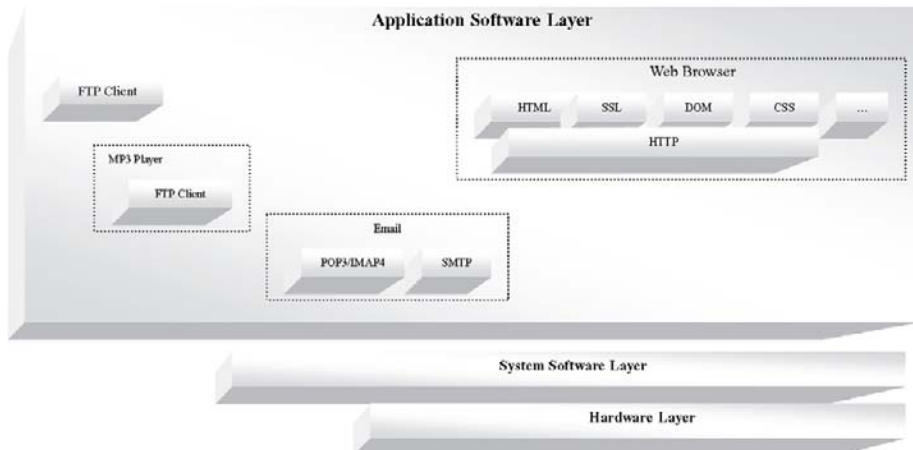 Application Software Layer
FTP Client
MP3 Player
FTP Client
Email
POP3/IMAP4
SMTP
Web Browser
HTML
SSL
DOM
CSS
...
HTTP
System Software Layer
Hardware Layer